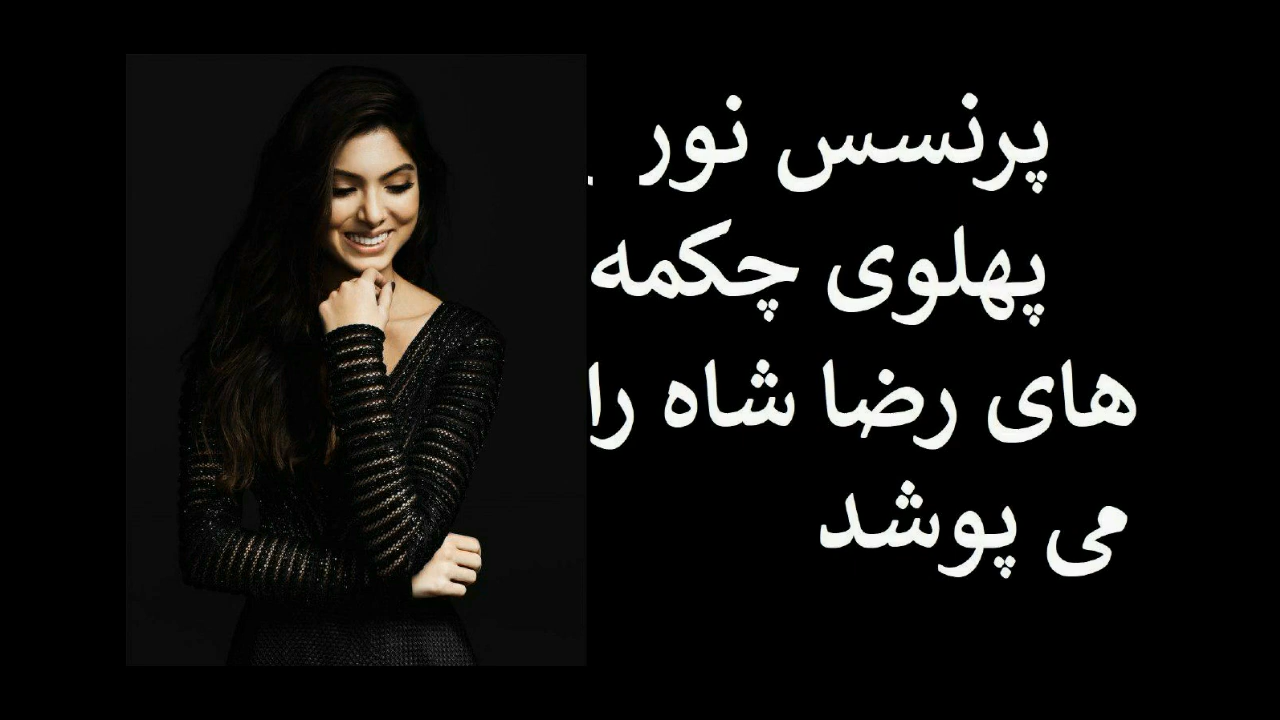 پرنسس نور
پهلوی چکمه
های رضا شاه را
می پوشد